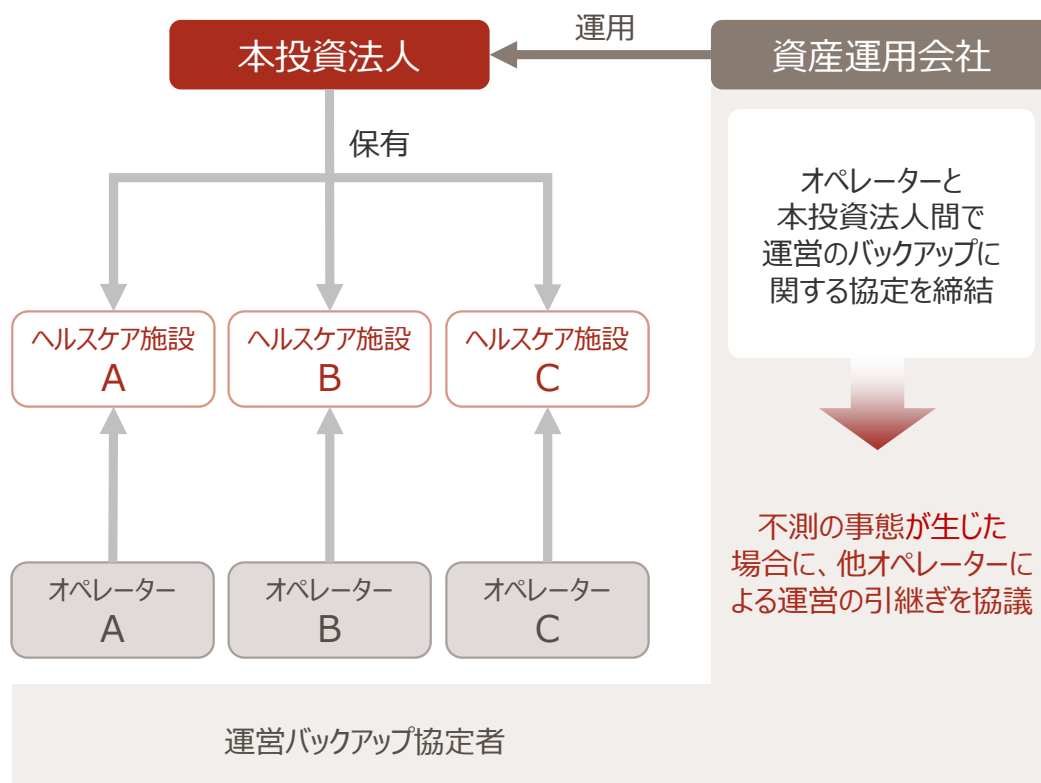 本投資法人
運用
資産運用会社
保有
オペレーターと
本投資法人間で
運営のバックアップに
関する協定を締結
ヘルスケア施設
A
ヘルスケア施設
B
ヘルスケア施設
C
不測の事態が生じた
場合に、他オペレーターに
よる運営の引継ぎを協議
オペレーター
A
オペレーター
B
オペレーター
C
運営バックアップ協定者